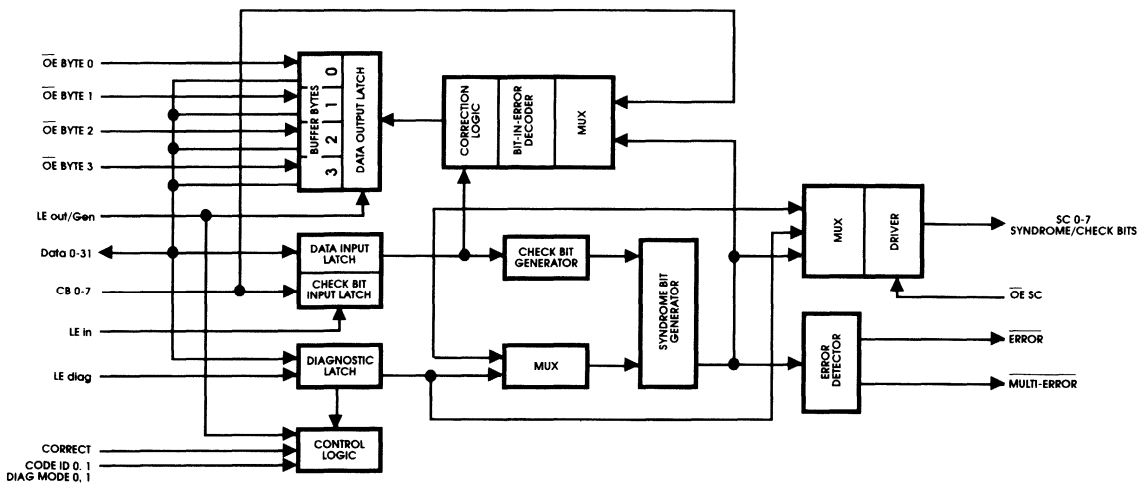 OE BYTE 0
OE BYTE 1
OE BYTE 2
OE BYTE 3
LE out/Gen
Data 0-31
CB 0-7
LE in
LE diag
CORRECT
CODE ID 0, 1
DIAG MODE 0, 1
BUFFER BYTES
0
1
2
3
DATA OUTPUT LATCH
CORRECTION
LOGIC
BIT-IN-ERROR
DECODER
MUX
DATA INPUT
LATCH
CHECK BIT
INPUT LATCH
CHECK BIT
GENERATOR
SYNDROME BIT
GENERATOR
DIAGNOSTIC
LATCH
MUX
CONTROL
LOGIC
MUX
DRIVER
ERROR
DETECTOR
SC 0-7
SYNDROME/CHECK BITS
OE SC
ERROR
MULTI-ERROR